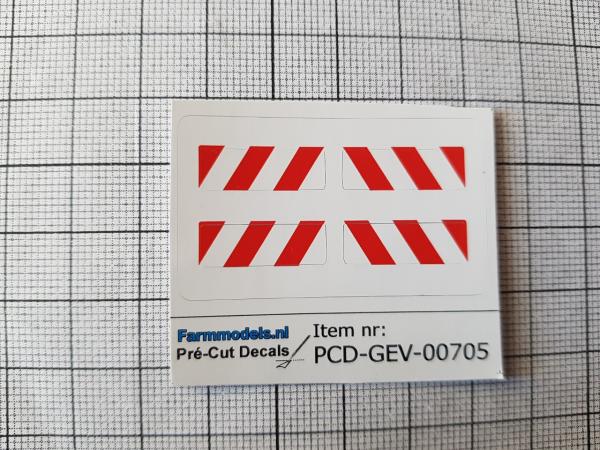 Farmmodels.nl
Pré-Cut Decals
Item nr:
PCD-GEV-00705